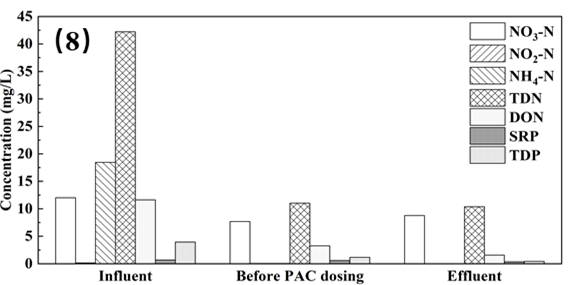 (8)
Concentration (mg/L)
45
40
35
30
25
20
15
10
5
0
NO3-N
NO2-N
NH4-N
TDN
DON
SRP
TDP
Influent
Before PAC dosing
Effluent